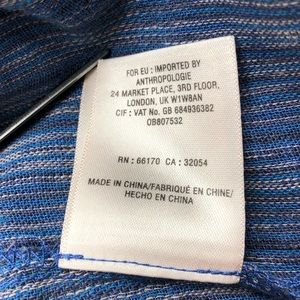 FOR EU : IMPORTED BY
ANTHROPOLOGIE
24 MARKET PLACE, 3RD FLOOR,
LONDON, UK W1W8AN
CIF : VAT No. GB 684936382
OB807532
RN : 66170 CA : 32054
MADE IN CHINA/FABRIQUÉ EN CHINE/
HECHO EN CHINA